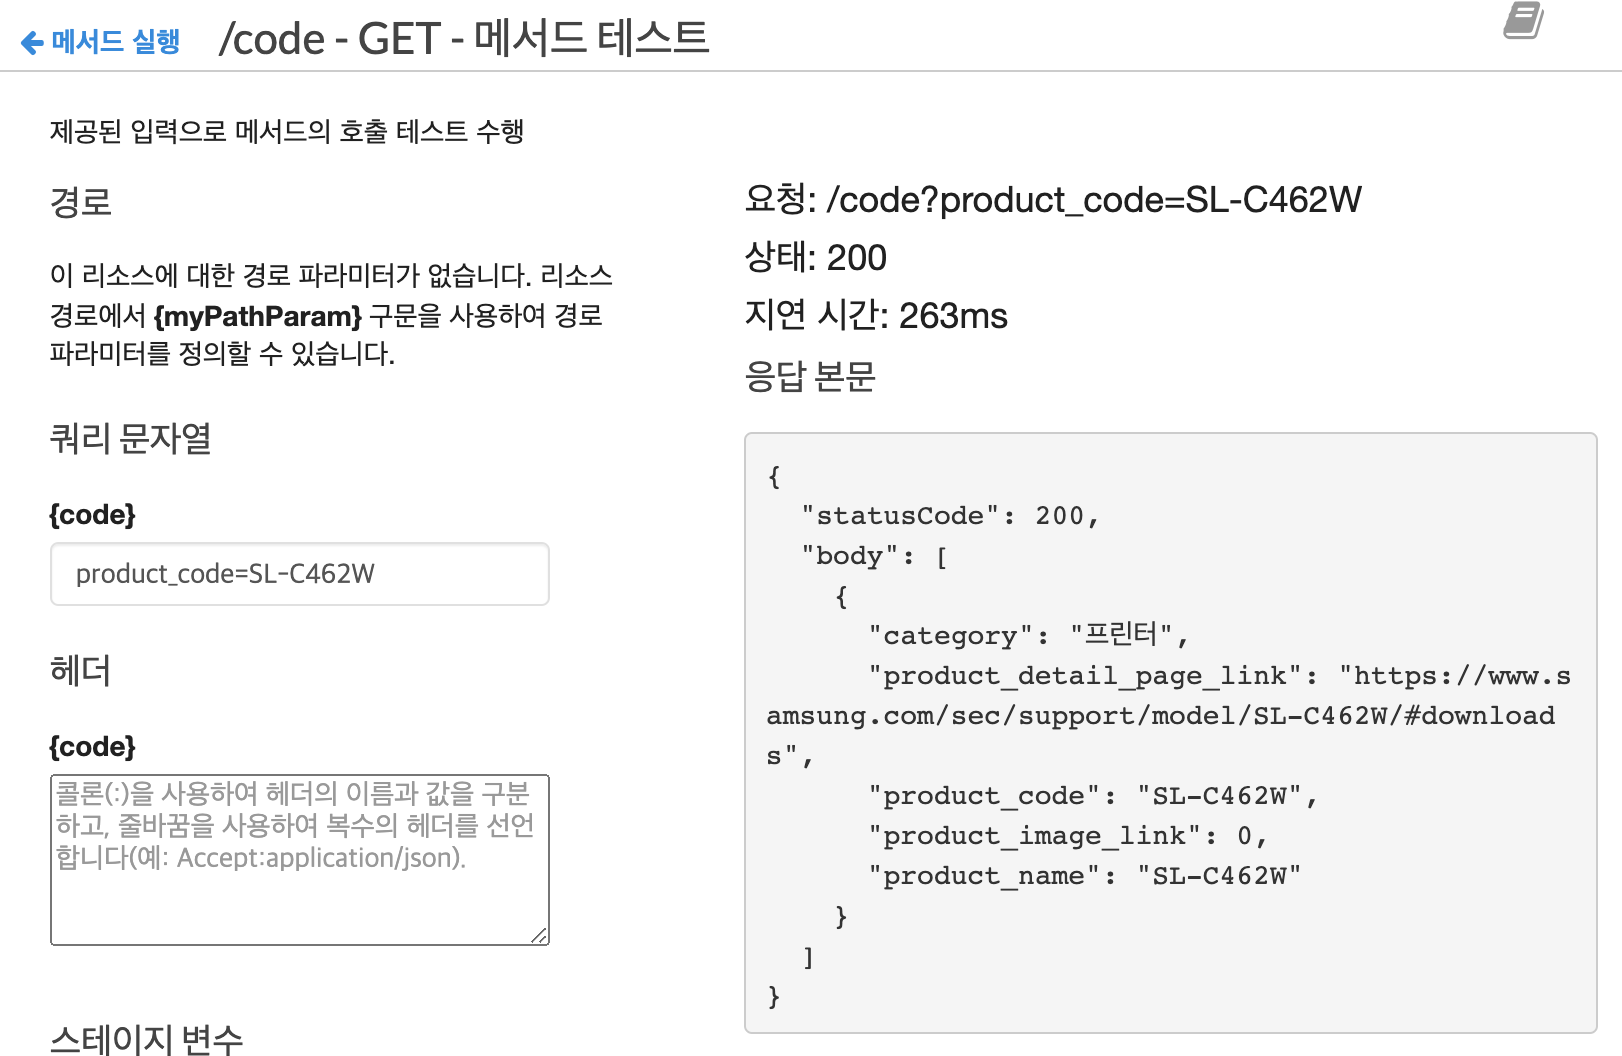 메서드 실행
/code - GET - 메서드 테스트
제공된 입력으로 메서드의 호출 테스트 수행
경로
이 리소스에 대한 경로 파라미터가 없습니다. 리소스
경로에서 {myPathParam} 구문을 사용하여 경로
파라미터를 정의할 수 있습니다.
쿼리 문자열
{code}
product_code=SL-C462W
헤더
{code}
콜론(:)을 사용하여 헤더의 이름과 값을 구분
하고, 줄바꿈을 사용하여 복수의 헤더를 선언
합니다(예: Accept:application/json).
스테이지 변수
요청: /code?product_code=SL-C462W
상태: 200
지연 시간: 263ms
응답 본문
{
  "statusCode": 200,
  "body": [
    {
      "category": "프린터",
      "product_detail_page_link": "https://www.s
amsung.com/sec/support/model/SL-C462W/#download
s",
      "product_code": "SL-C462W",
      "product_image_link": 0,
      "product_name": "SL-C462W"
    }
  ]
}